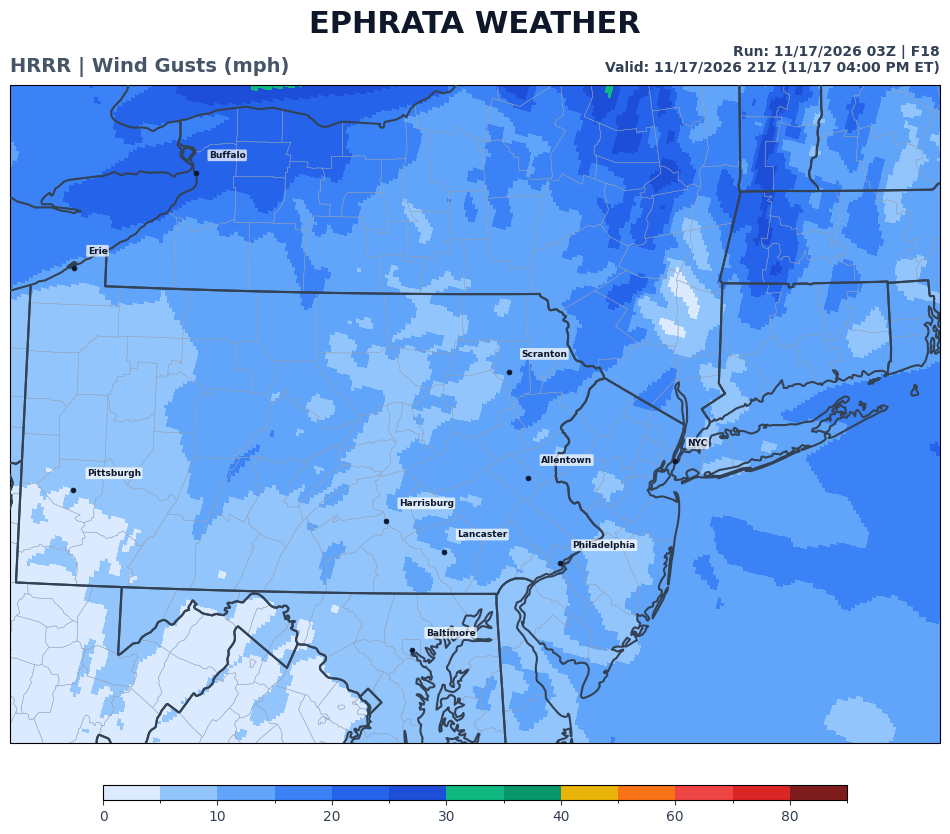 EPHRATA WEATHER
HRRR | Wind Gusts (mph)
Run: 11/17/2026 03Z | F18
Valid: 11/17/2026 21Z (11/17 04:00 PM ET)
Buffalo
Erie
Scranton
NYC
Allentown
Pittsburgh
Harrisburg
Lancaster
Philadelphia
Baltimore
0 10 20 30 40 50 60 70 80